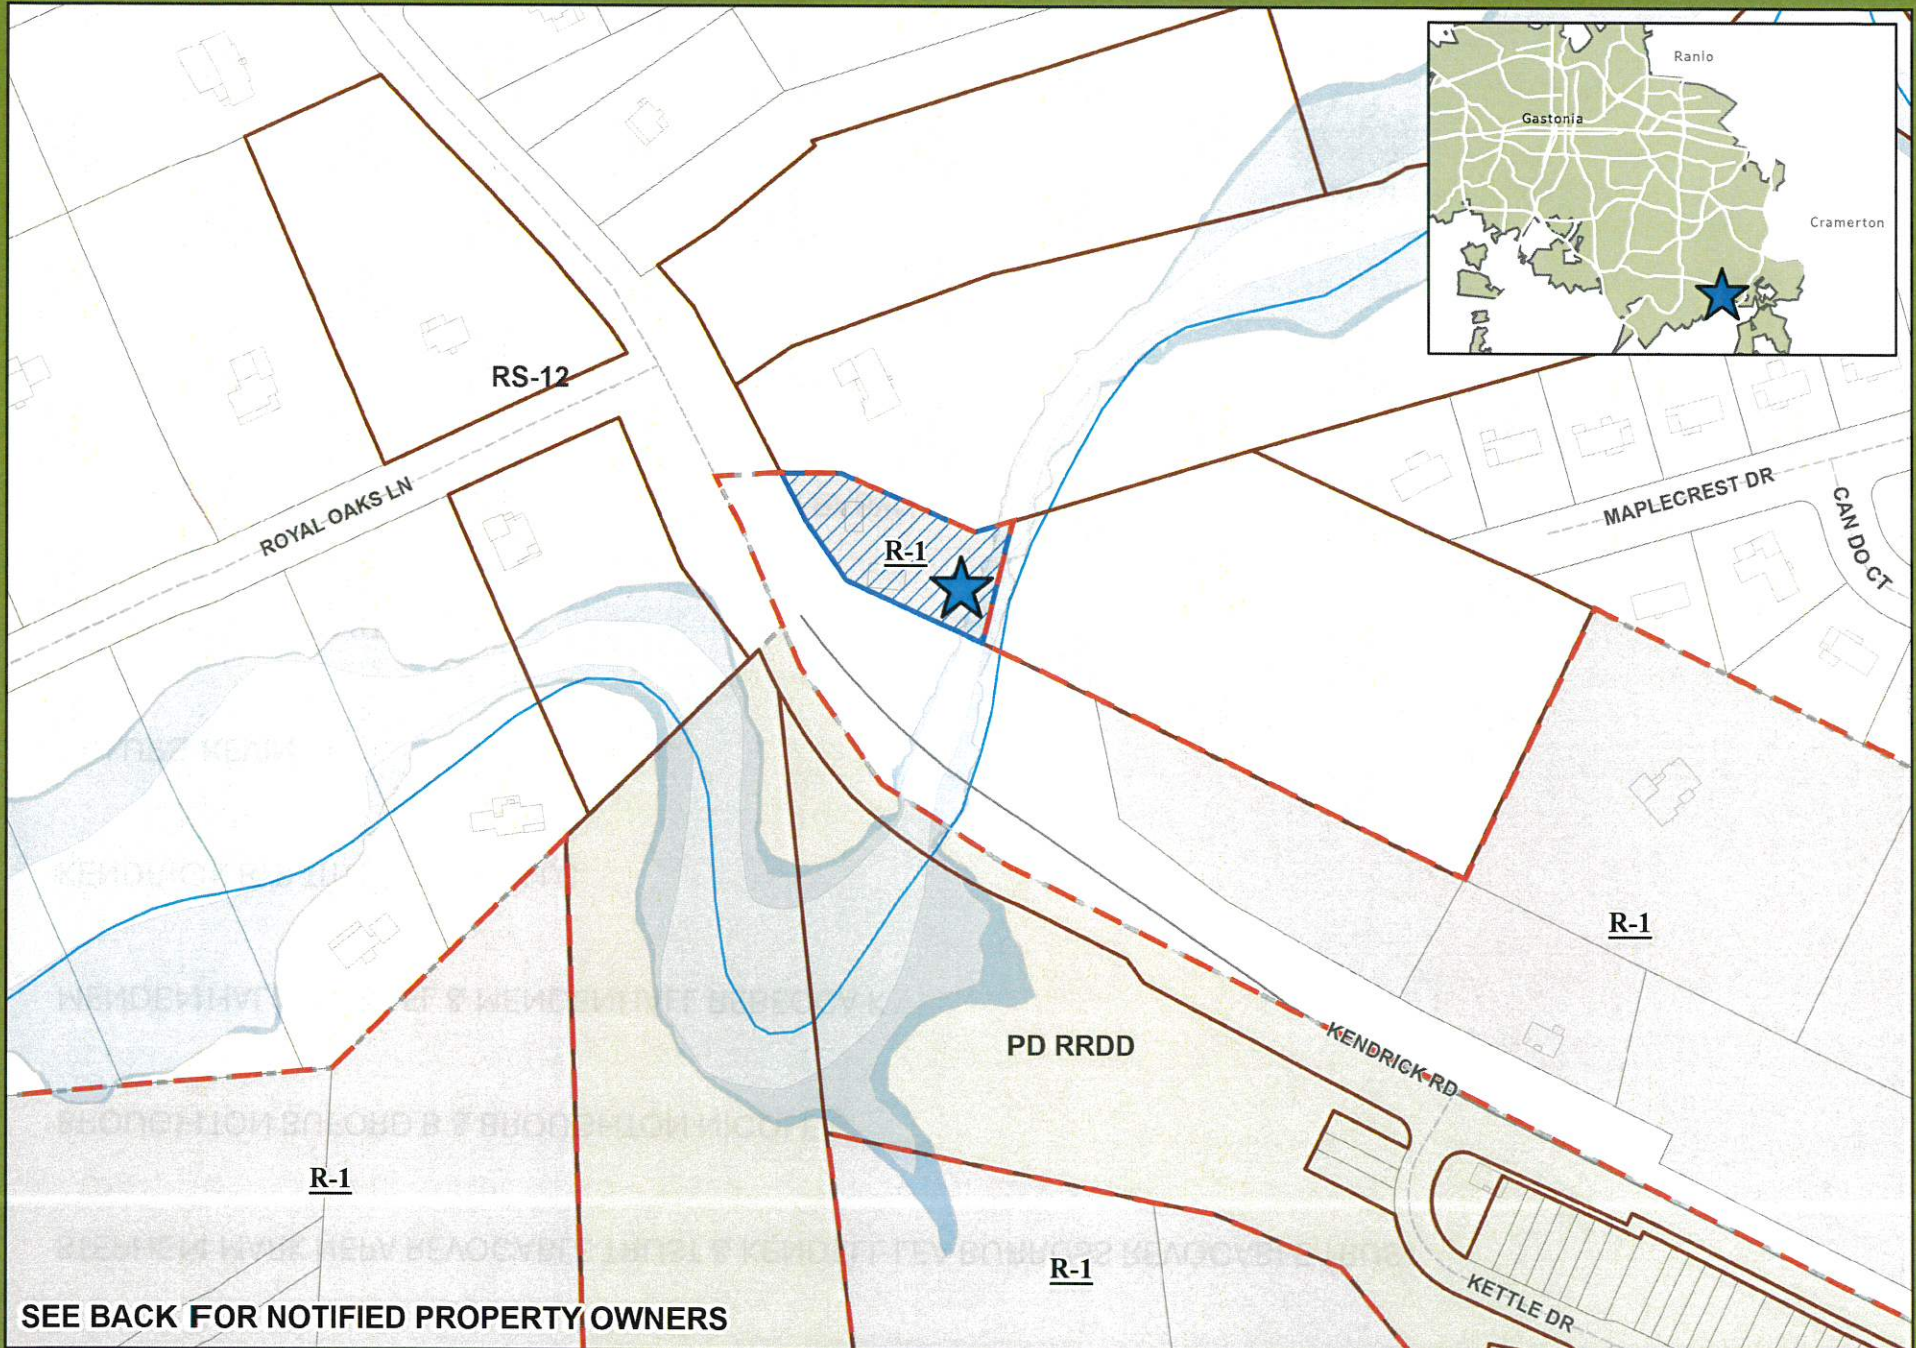 Ranlo
Gastonia
Cramerton
RS-12
ROYAL OAKS LN
R-1
MAPLECREST DR
CAN DO CT
R-1
PD RRDD
KENDRICK RD
R-1
R-1
KETTLE DR
SEE BACK FOR NOTIFIED PROPERTY OWNERS